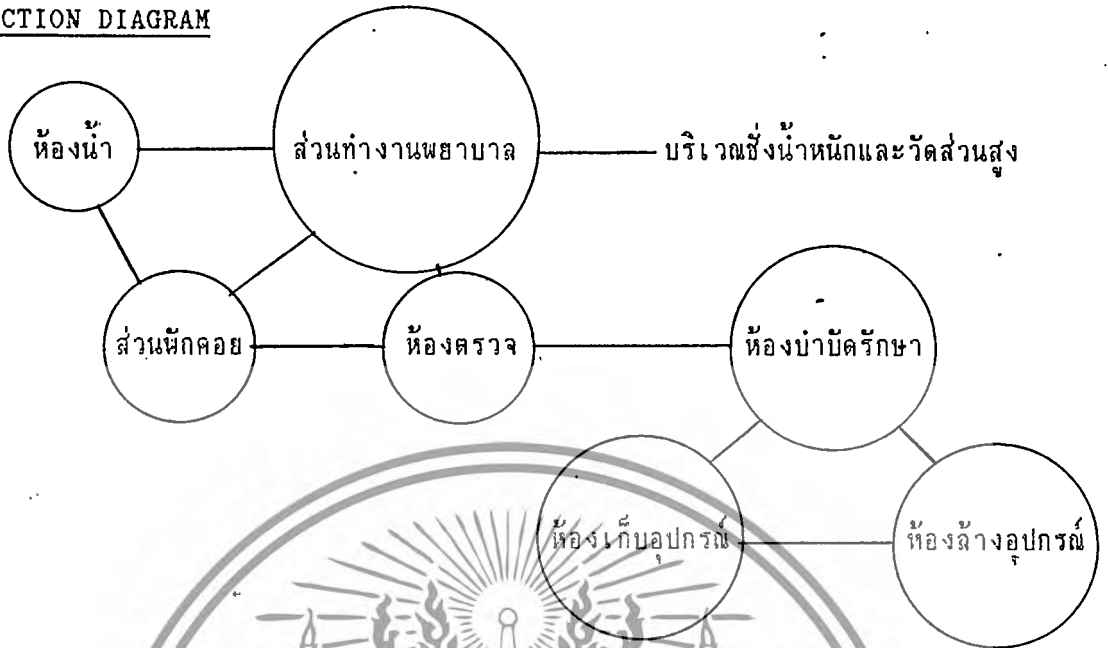 CTION DIAGRAM
ห้องน้ำ
ส่วนทำงานพยาบาล
บริเวณชั่งน้ำหนักและวัดส่วนสูง
ส่วนพักคอย
ห้องตรวจ
ห้องบำบัดรักษา
ห้องเก็บอุปกรณ์
ห้องล้างอุปกรณ์